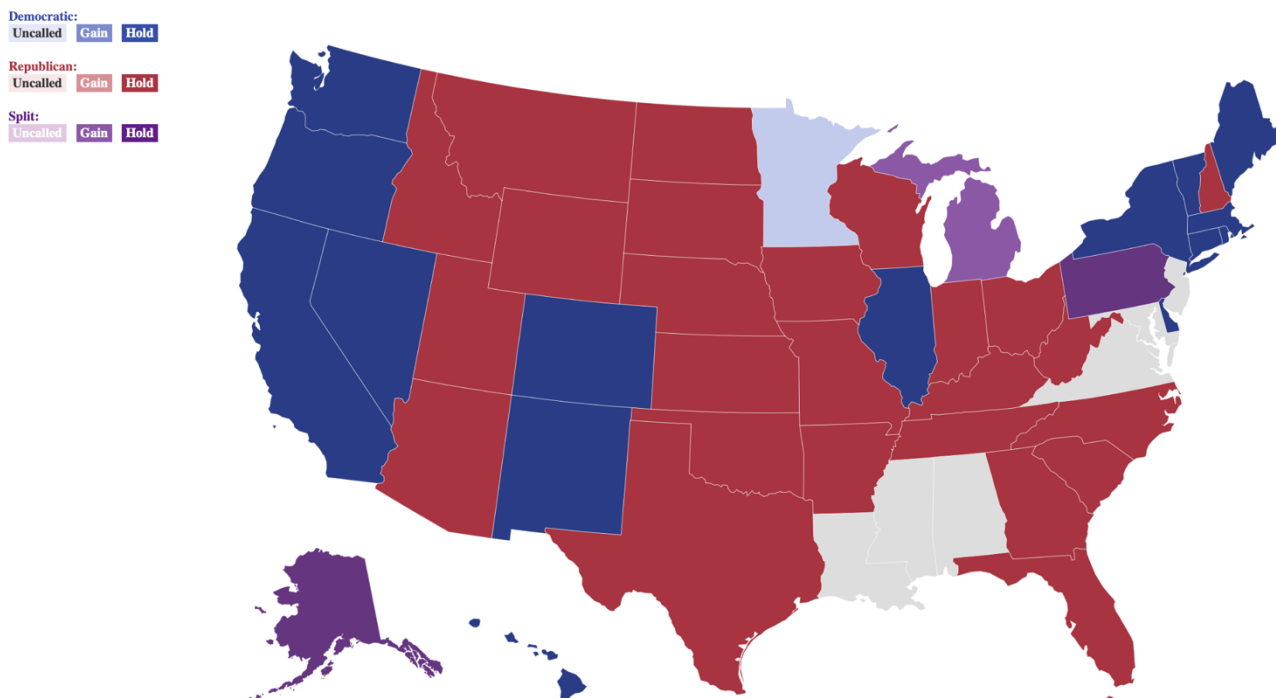 Democratic:
Uncalled Gain Hold
Republican:
Uncalled Gain Hold
Split:
Uncalled Gain Hold